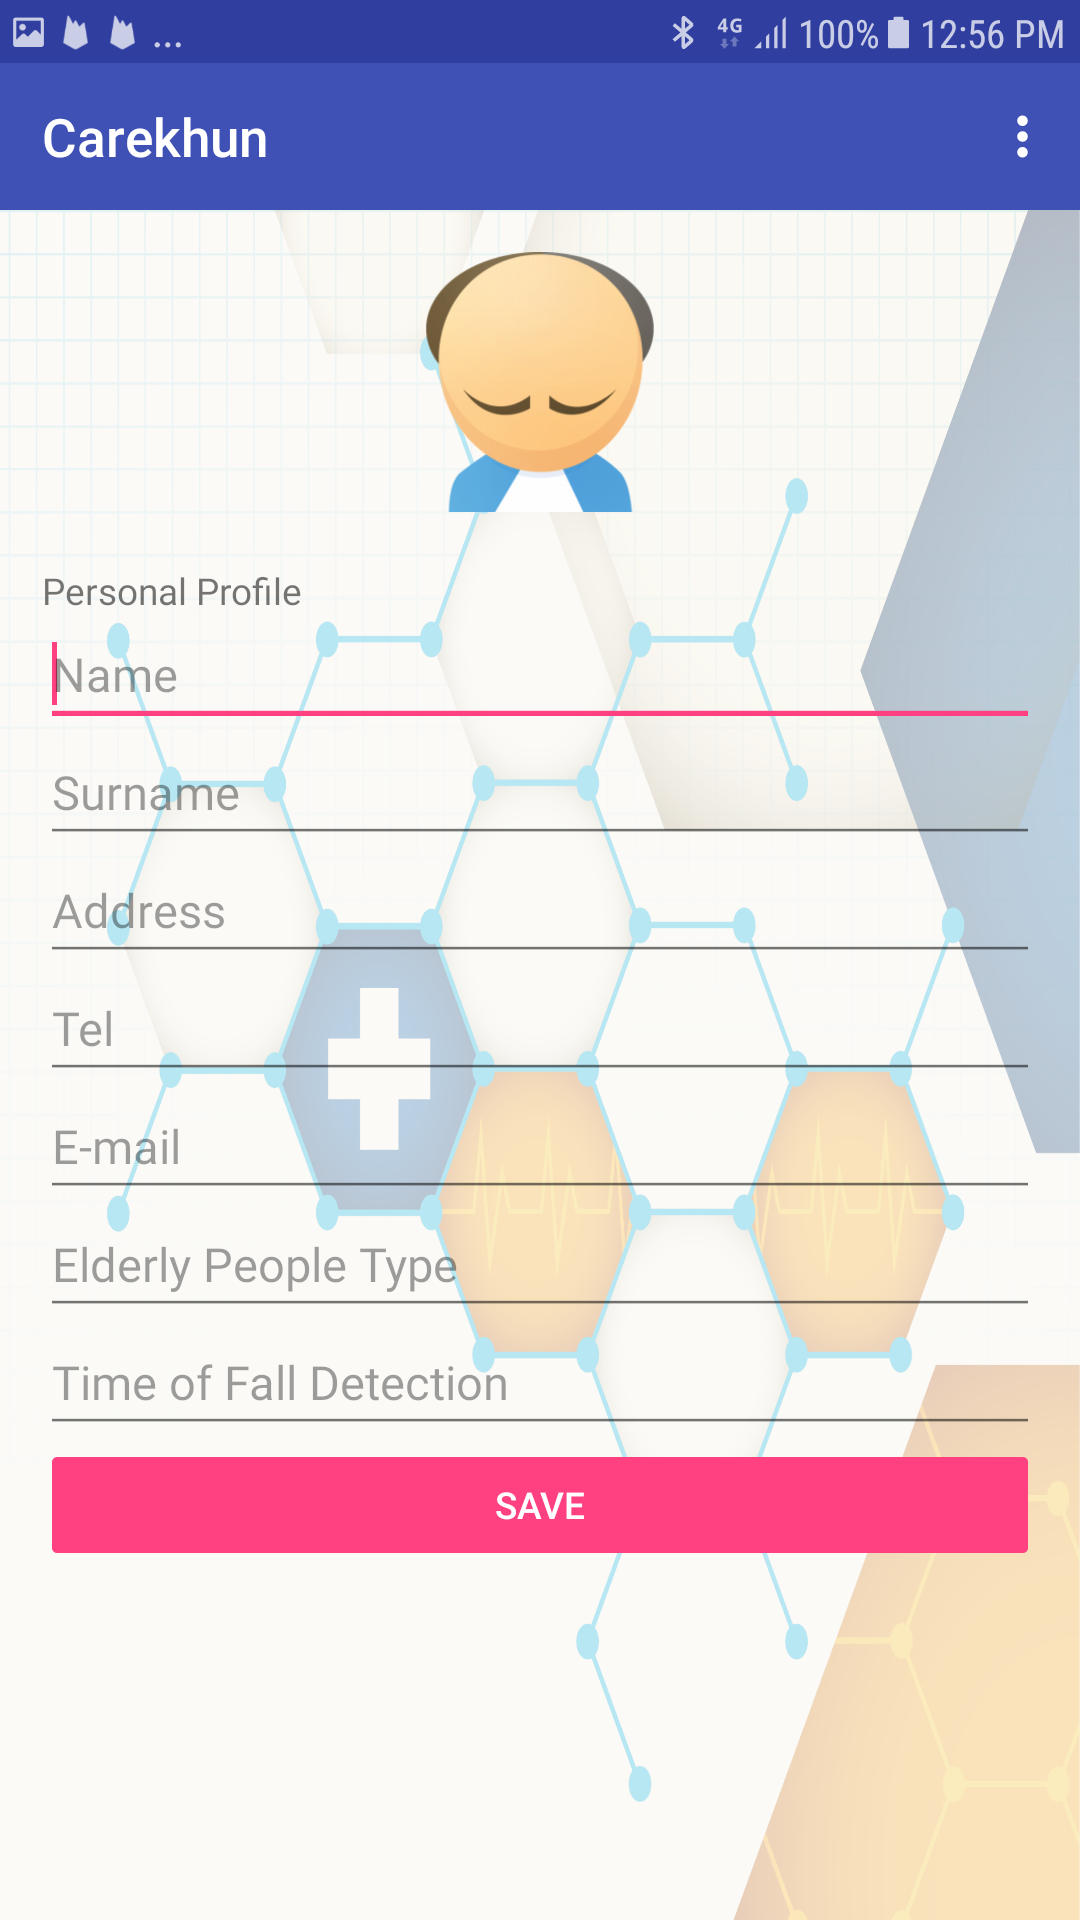 ... 4G 100% 12:56 PM
Carekhun
Personal Profile
Name
Surname
Address
Tel
E-mail
Elderly People Type
Time of Fall Detection
SAVE